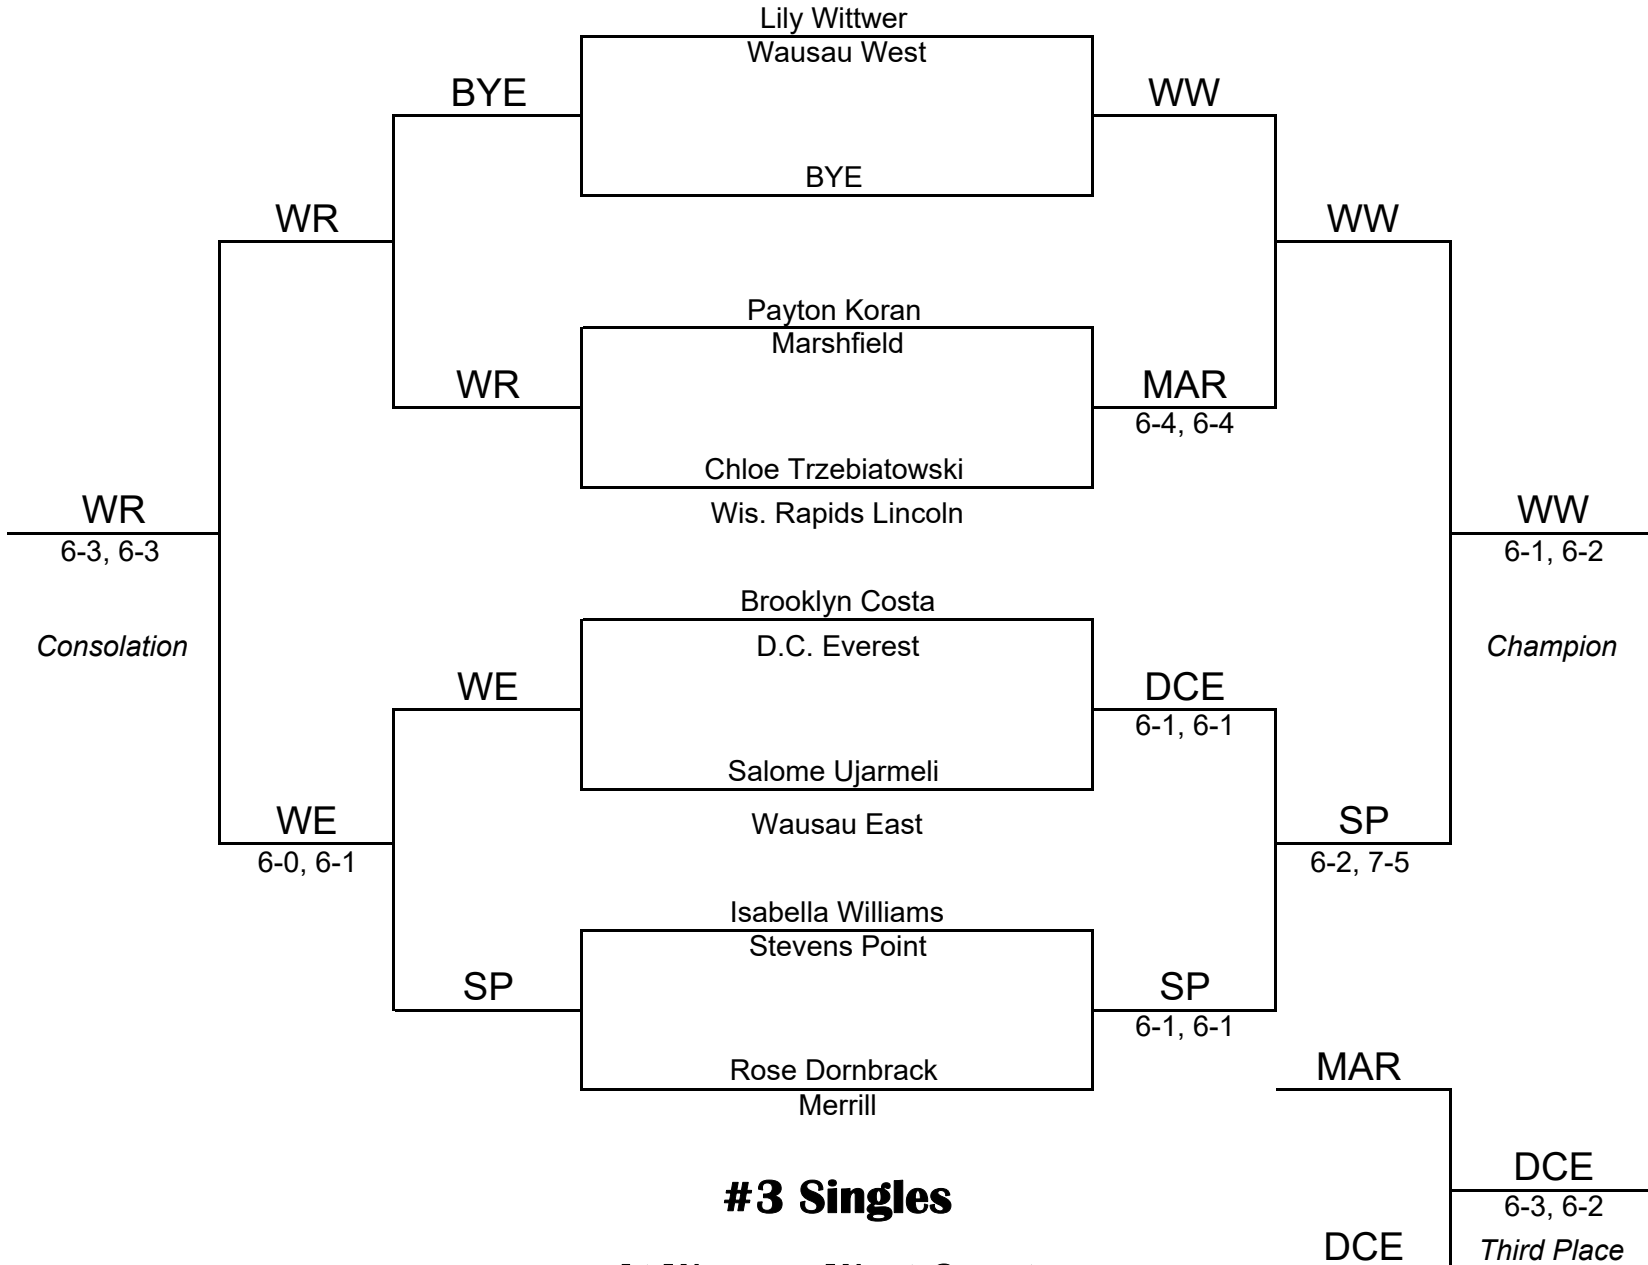 Lily Wittwer
Wausau West
BYE
WW
BYE
WR
WW
Payton Koran
Marshfield
WR
MAR
6-4, 6-4
Chloe Trzebiatowski
Wis. Rapids Lincoln
WR
6-3, 6-3
WW
6-1, 6-2
Brooklyn Costa
D.C. Everest
Consolation
Champion
WE
DCE
6-1, 6-1
Salome Ujarmeli
Wausau East
WE
6-0, 6-1
SP
6-2, 7-5
Isabella Williams
Stevens Point
SP
SP
6-1, 6-1
Rose Dornbrack
Merrill
MAR
#3 Singles
DCE
6-3, 6-2
DCE
Third Place